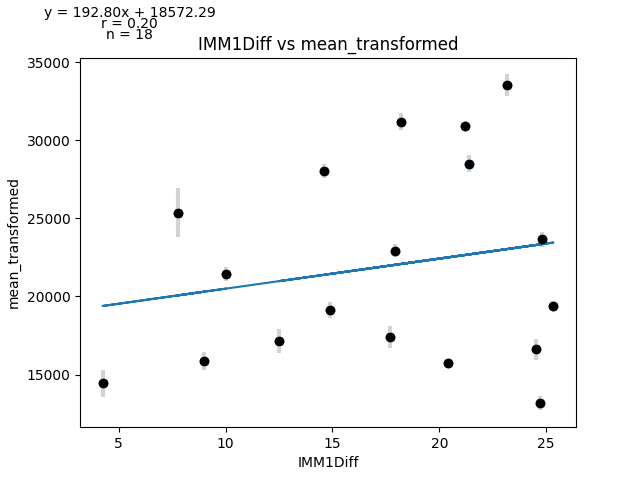 y = 192.80x + 18572.29
r = 0.20
n = 18
IMM1Diff vs mean_transformed
35000
30000
25000
20000
15000
mean_transformed
5 10 15 20 25
IMM1Diff